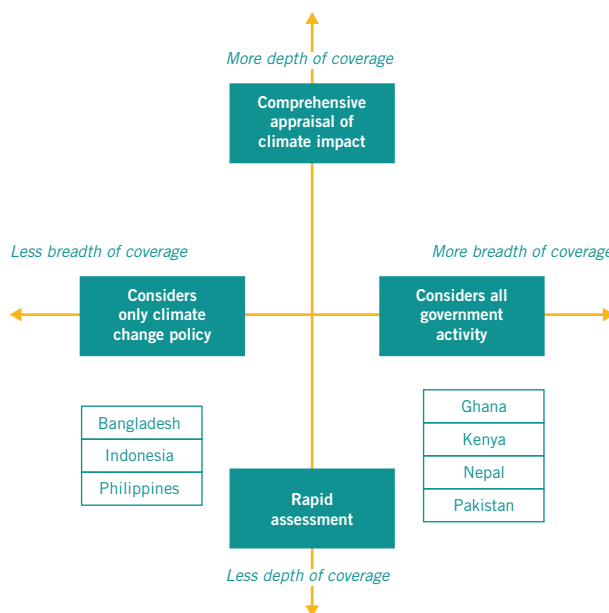 More depth of coverage
Comprehensive
appraisal of
climate impact
Less breadth of coverage
More breadth of coverage
Considers
only climate
change policy
Considers all
government
activity
Bangladesh
Indonesia
Philippines
Ghana
Kenya
Nepal
Pakistan
Rapid
assessment
Less depth of coverage